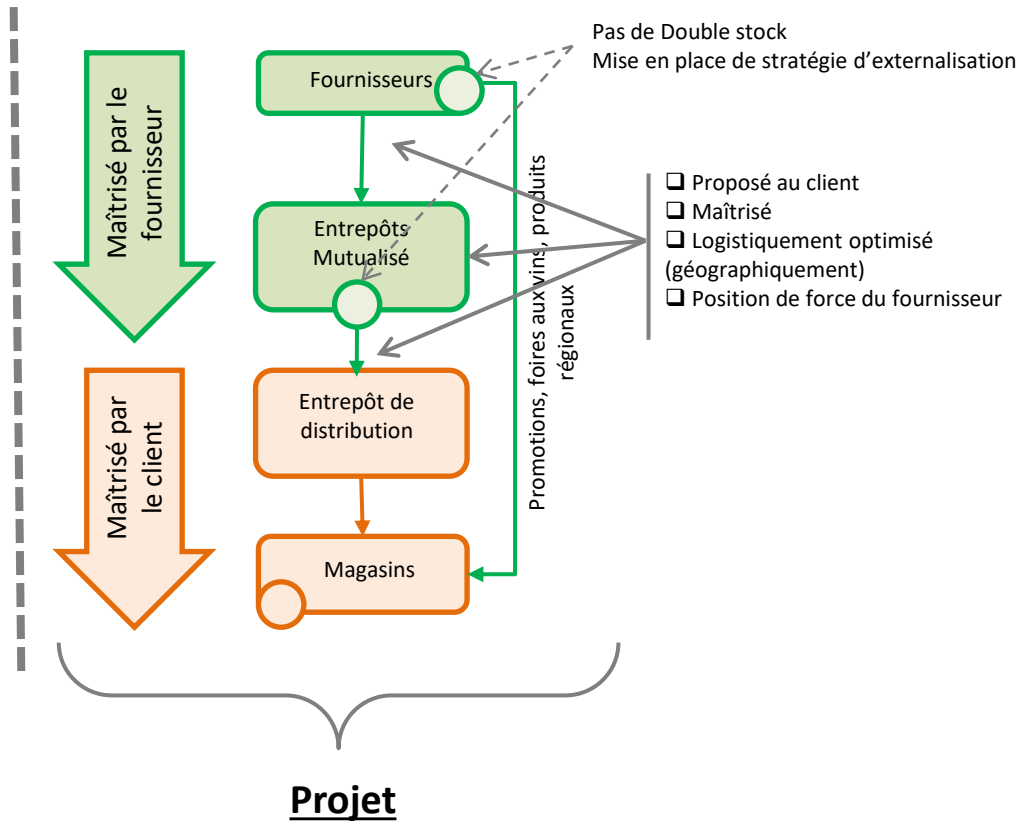 Pas de Double stock
Mise en place de stratégie d’externalisation
Fournisseurs
Maîtrisé par le
fournisseur
Entrepôts
Mutualisé
Promotions, foires aux vins, produits
régionaux
❑ Proposé au client
❑ Maîtrisé
❑ Logistiquement optimisé
(géographiquement)
❑ Position de force du fournisseur
Maîtrisé par
le client
Entrepôt de
distribution
Magasins
Projet